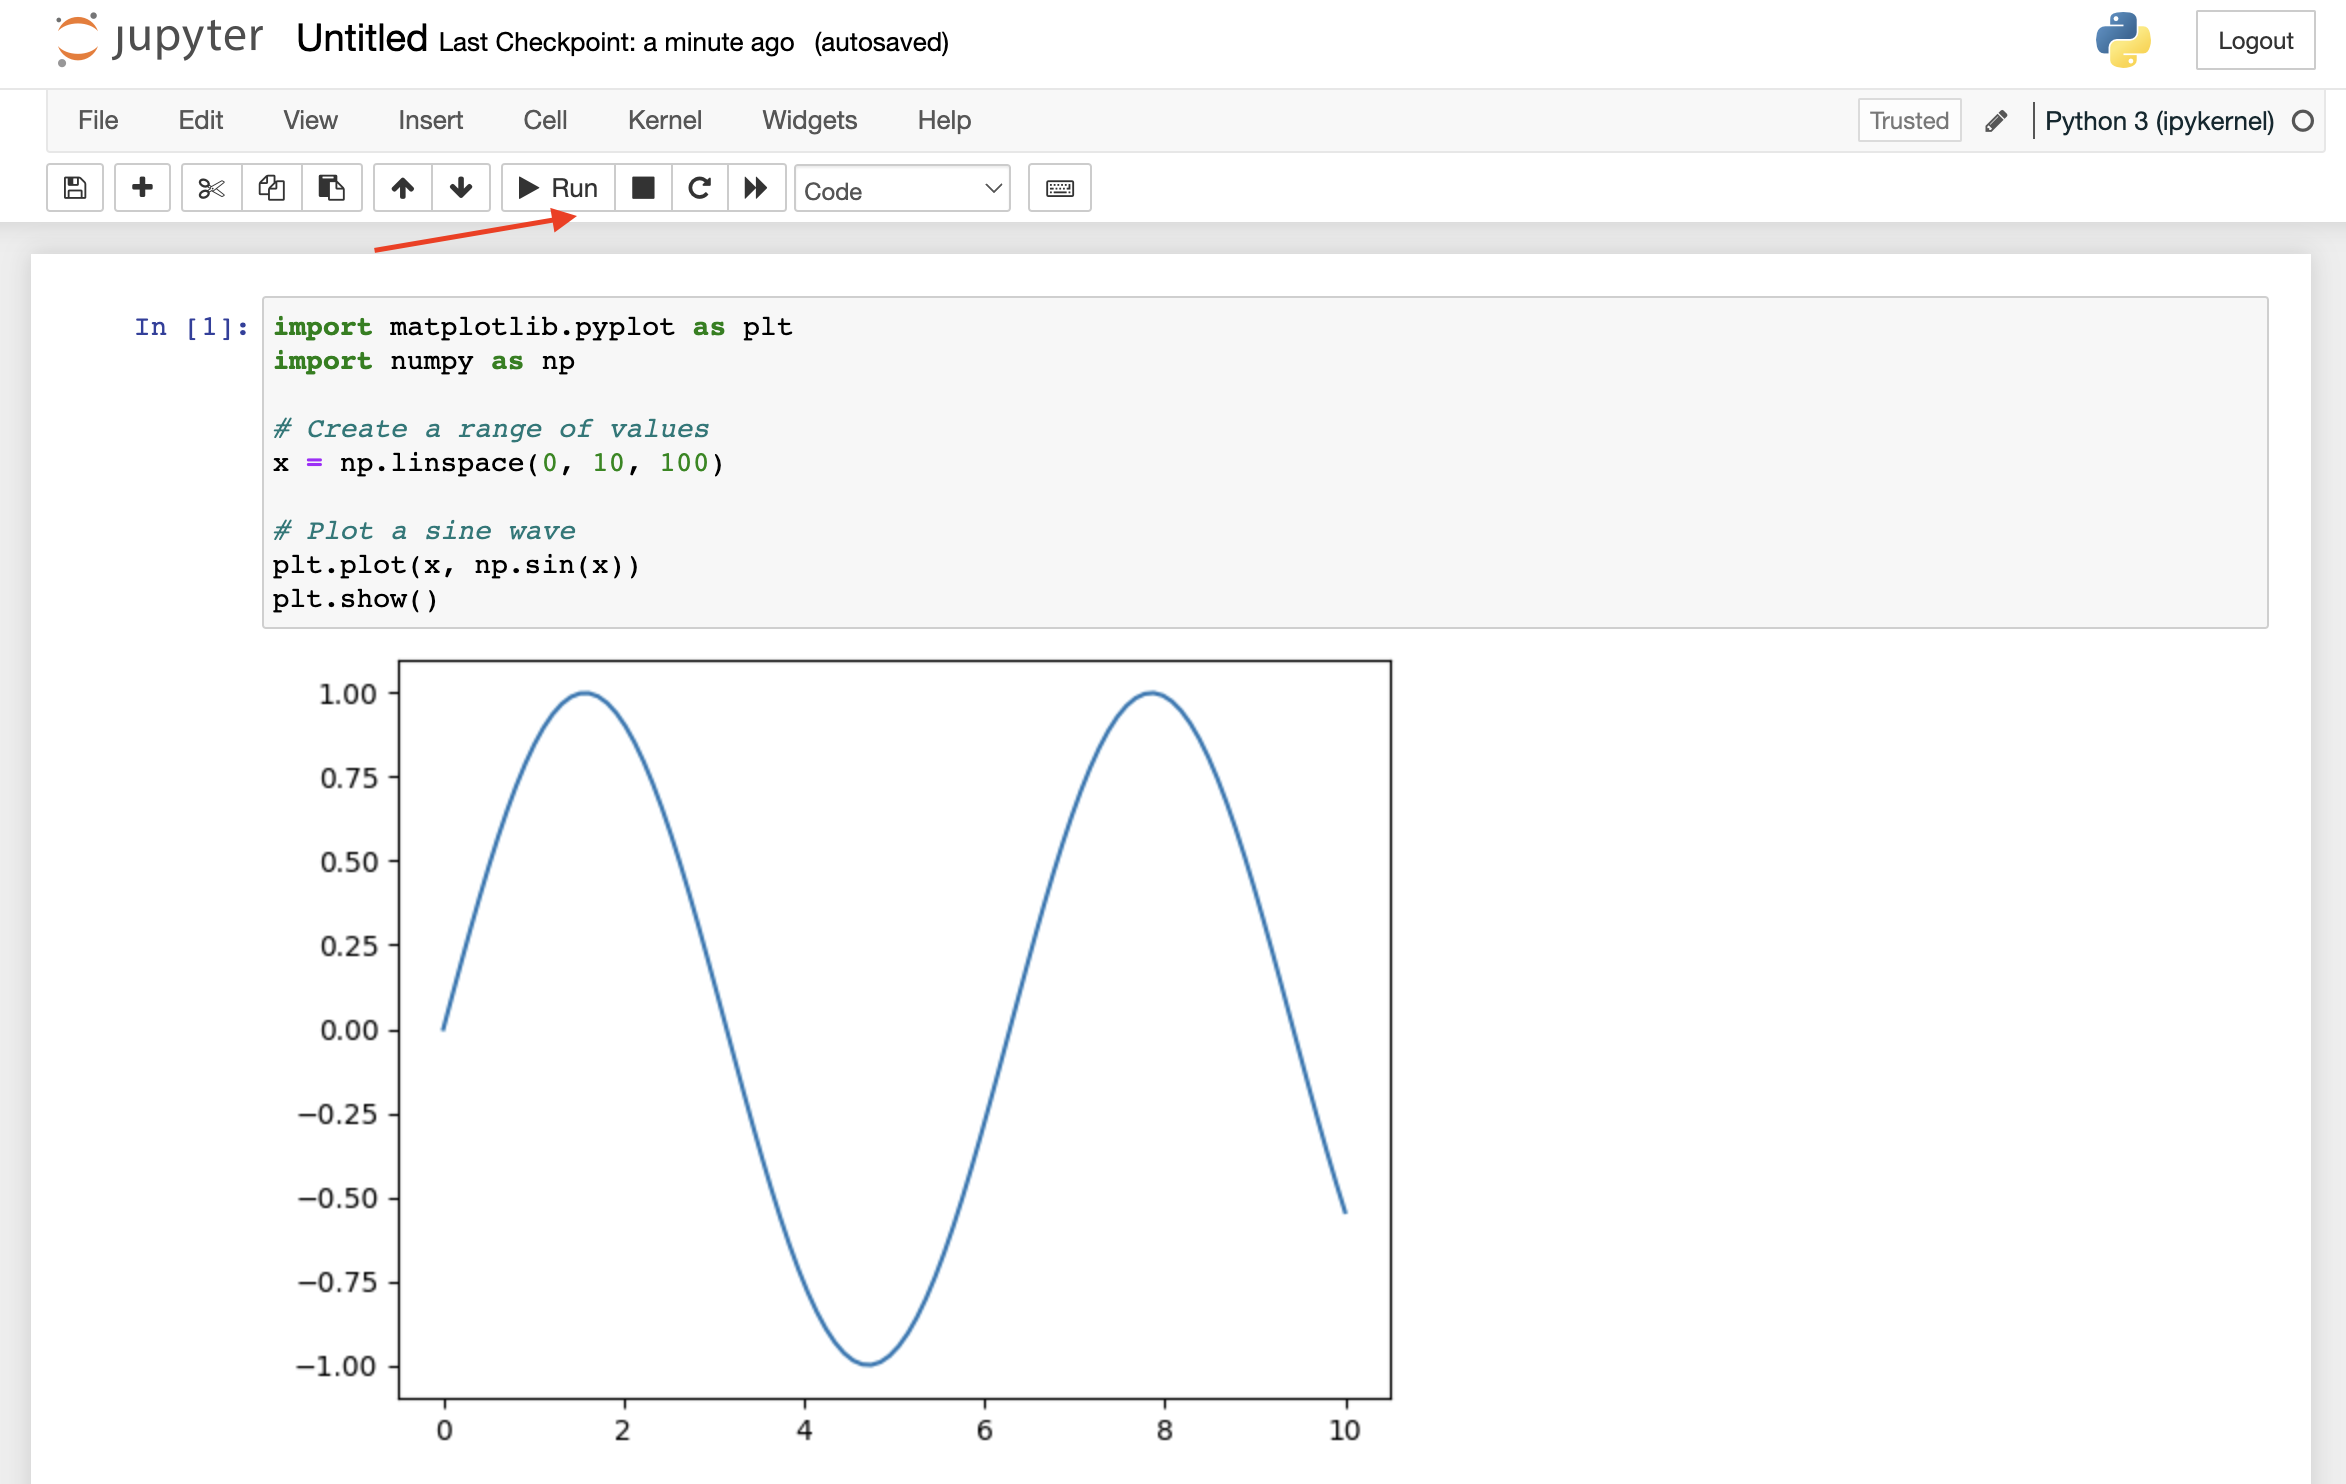 jupyter Untitled Last Checkpoint: a minute ago (autosaved)
Logout
File Edit View Insert Cell Kernel Widgets Help
Trusted Python 3 (ipykernel)
Run Code
In [1]: import matplotlib.pyplot as plt
import numpy as np
# Create a range of values
x = np.linspace(0, 10, 100)
# Plot a sine wave
plt.plot(x, np.sin(x))
plt.show()
1.00
0.75
0.50
0.25
0.00
−0.25
−0.50
−0.75
−1.00
0 2 4 6 8 10